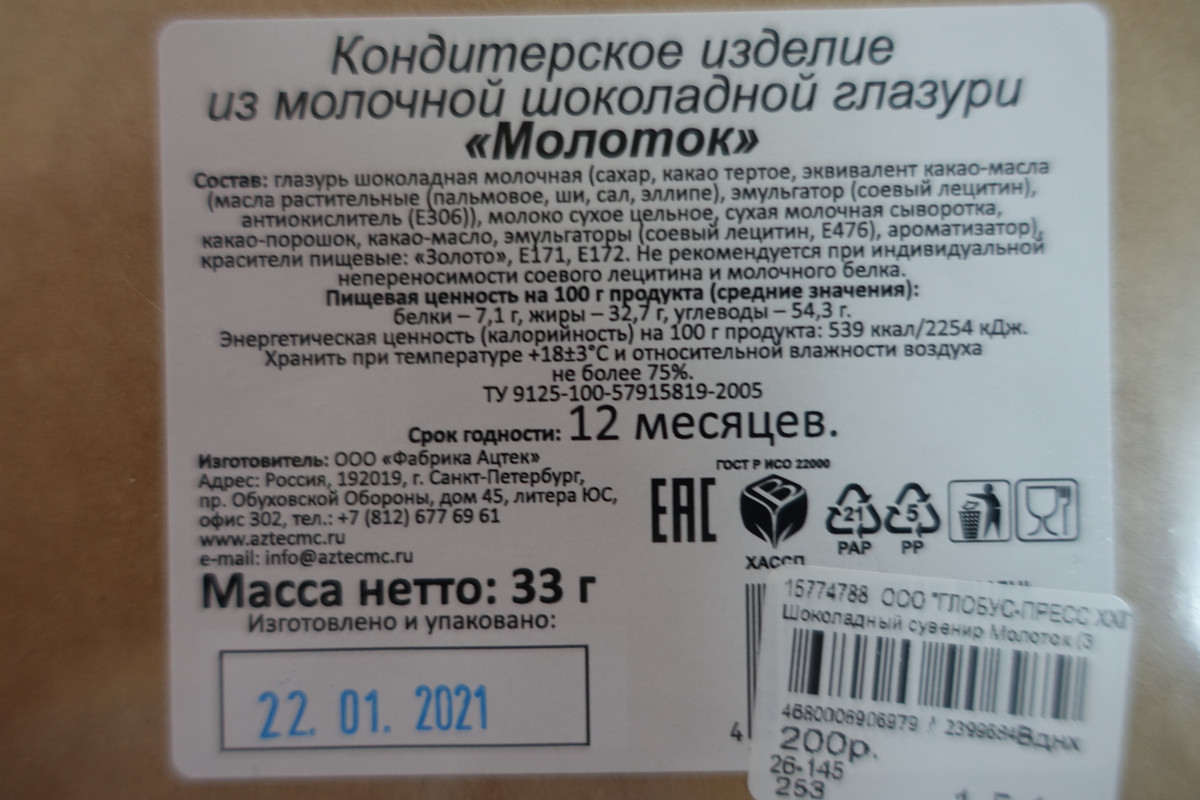 Кондитерское изделие
из молочной шоколадной глазури
«Молоток»
Состав: глазурь шоколадная молочная (сахар, какао тертое, эквивалент какао-масла
(масла растительные (пальмовое, ши, сал, эллипе), эмульгатор (соевый лецитин),
антиокислитель (Е306)), молоко сухое цельное, сухая молочная сыворотка,
какао-порошок, какао-масло, эмульгаторы (соевый лецитин, Е476), ароматизатор),
красители пищевые: «Золото», Е171, Е172. Не рекомендуется при индивидуальной
непереносимости соевого лецитина и молочного белка.
Пищевая ценность на 100 г продукта (средние значения):
белки – 7,1 г, жиры – 32,7 г, углеводы – 54,3 г.
Энергетическая ценность (калорийность) на 100 г продукта: 539 ккал/2254 кДж.
Хранить при температуре +18±3°С и относительной влажности воздуха
не более 75%.
ТУ 9125-100-57915819-2005
Срок годности: 12 месяцев.
Изготовитель: ООО «Фабрика Ацтек»
Адрес: Россия, 192019, г. Санкт-Петербург,
пр. Обуховской Обороны, дом 45, литера ЮС,
офис 302, тел.: +7 (812) 677 69 61
www.aztecmc.ru
e-mail: info@aztecmc.ru
Масса нетто: 33 г
Изготовлено и упаковано:
22. 01. 2021
ГОСТ Р ИСО 22000
ЕАС
ХАССП
21
PAP
5
PP
4
15774788 ООО "ГЛОБУС-ПРЕСС XXI
Шоколадный сувенир Молоток (3
4680006906979 / 2399684Вднх
200р.
26-145
253